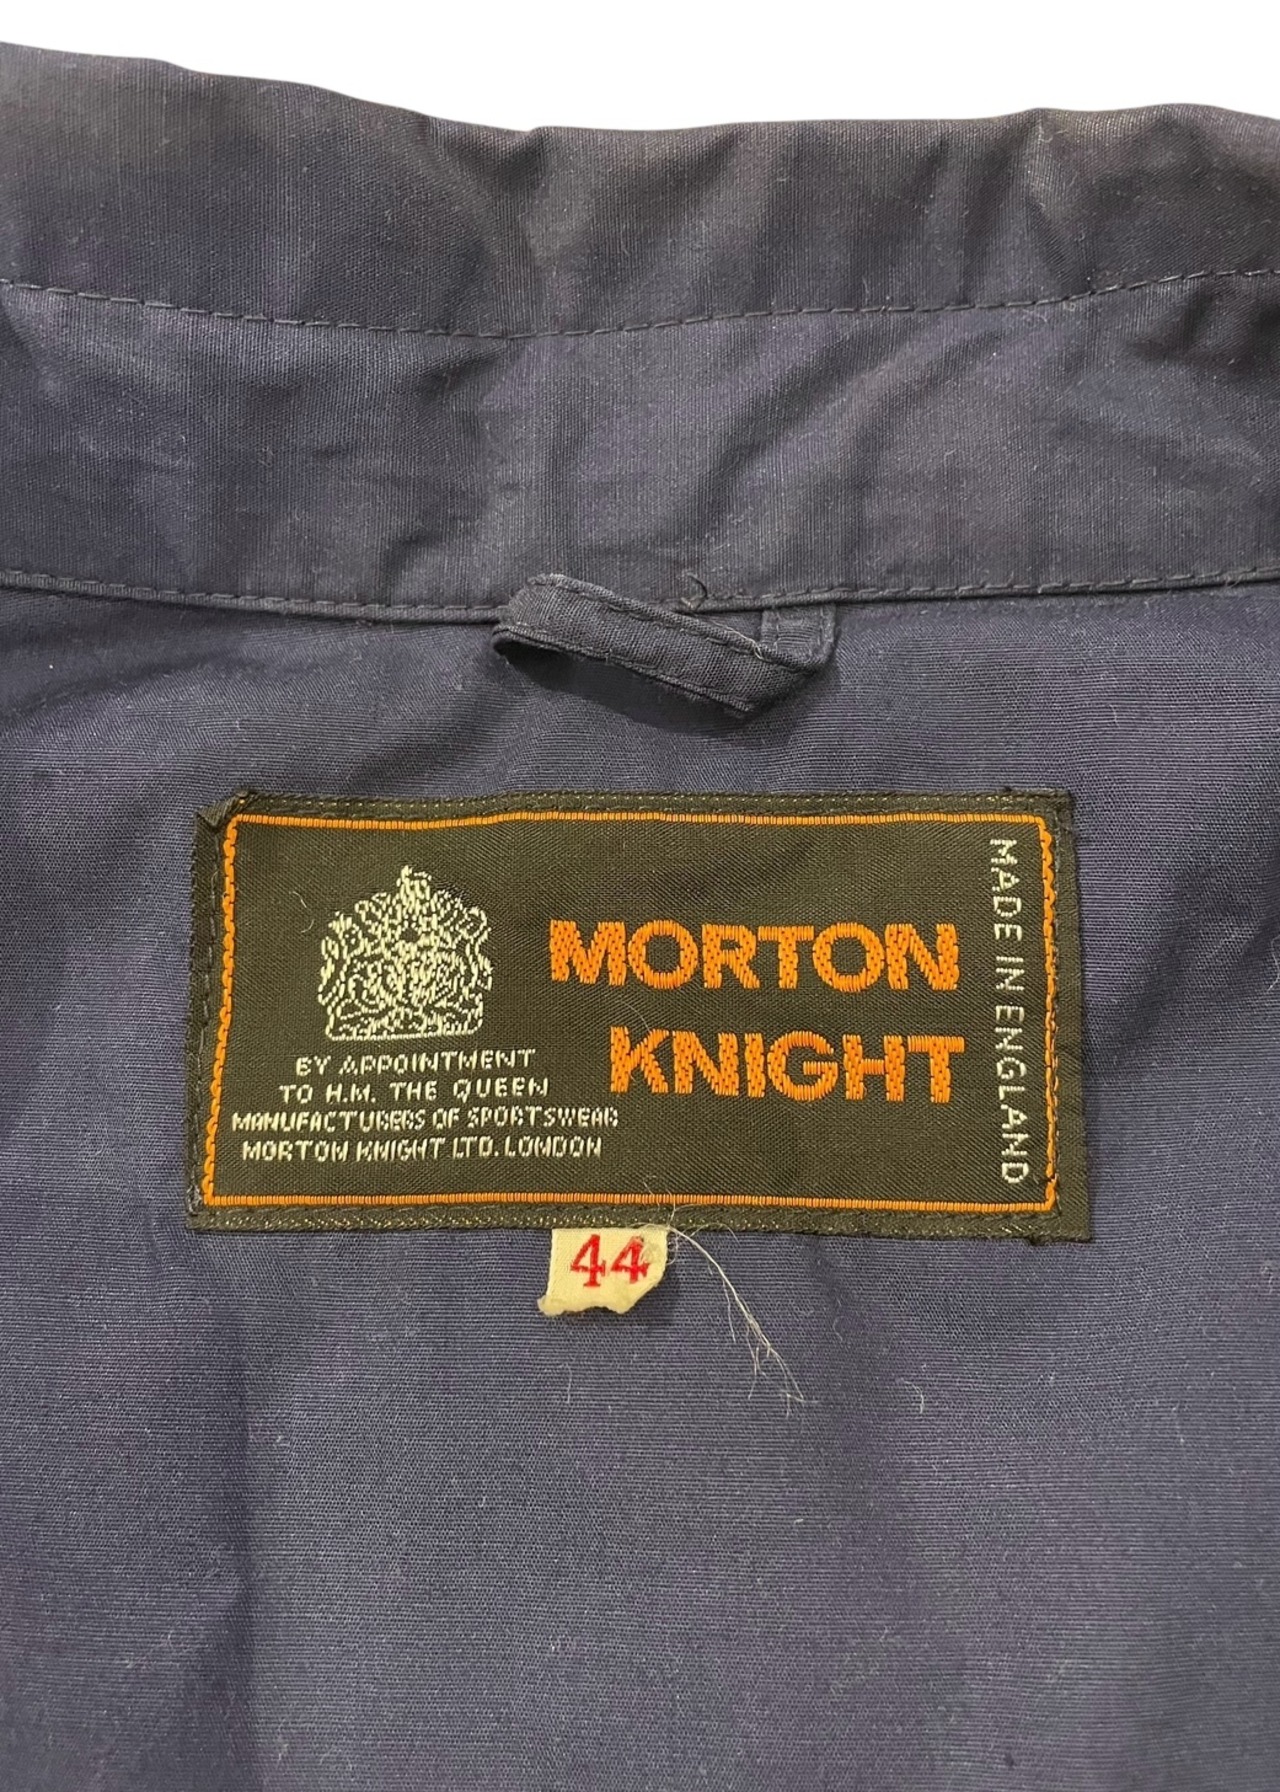 MORTON
KNIGHT
BY APPOINTMENT
TO H.M. THE QUEEN
MANUFACTURERS OF SPORTSWEAR
MORTON KNIGHT LTD. LONDON
MADE IN ENGLAND
44